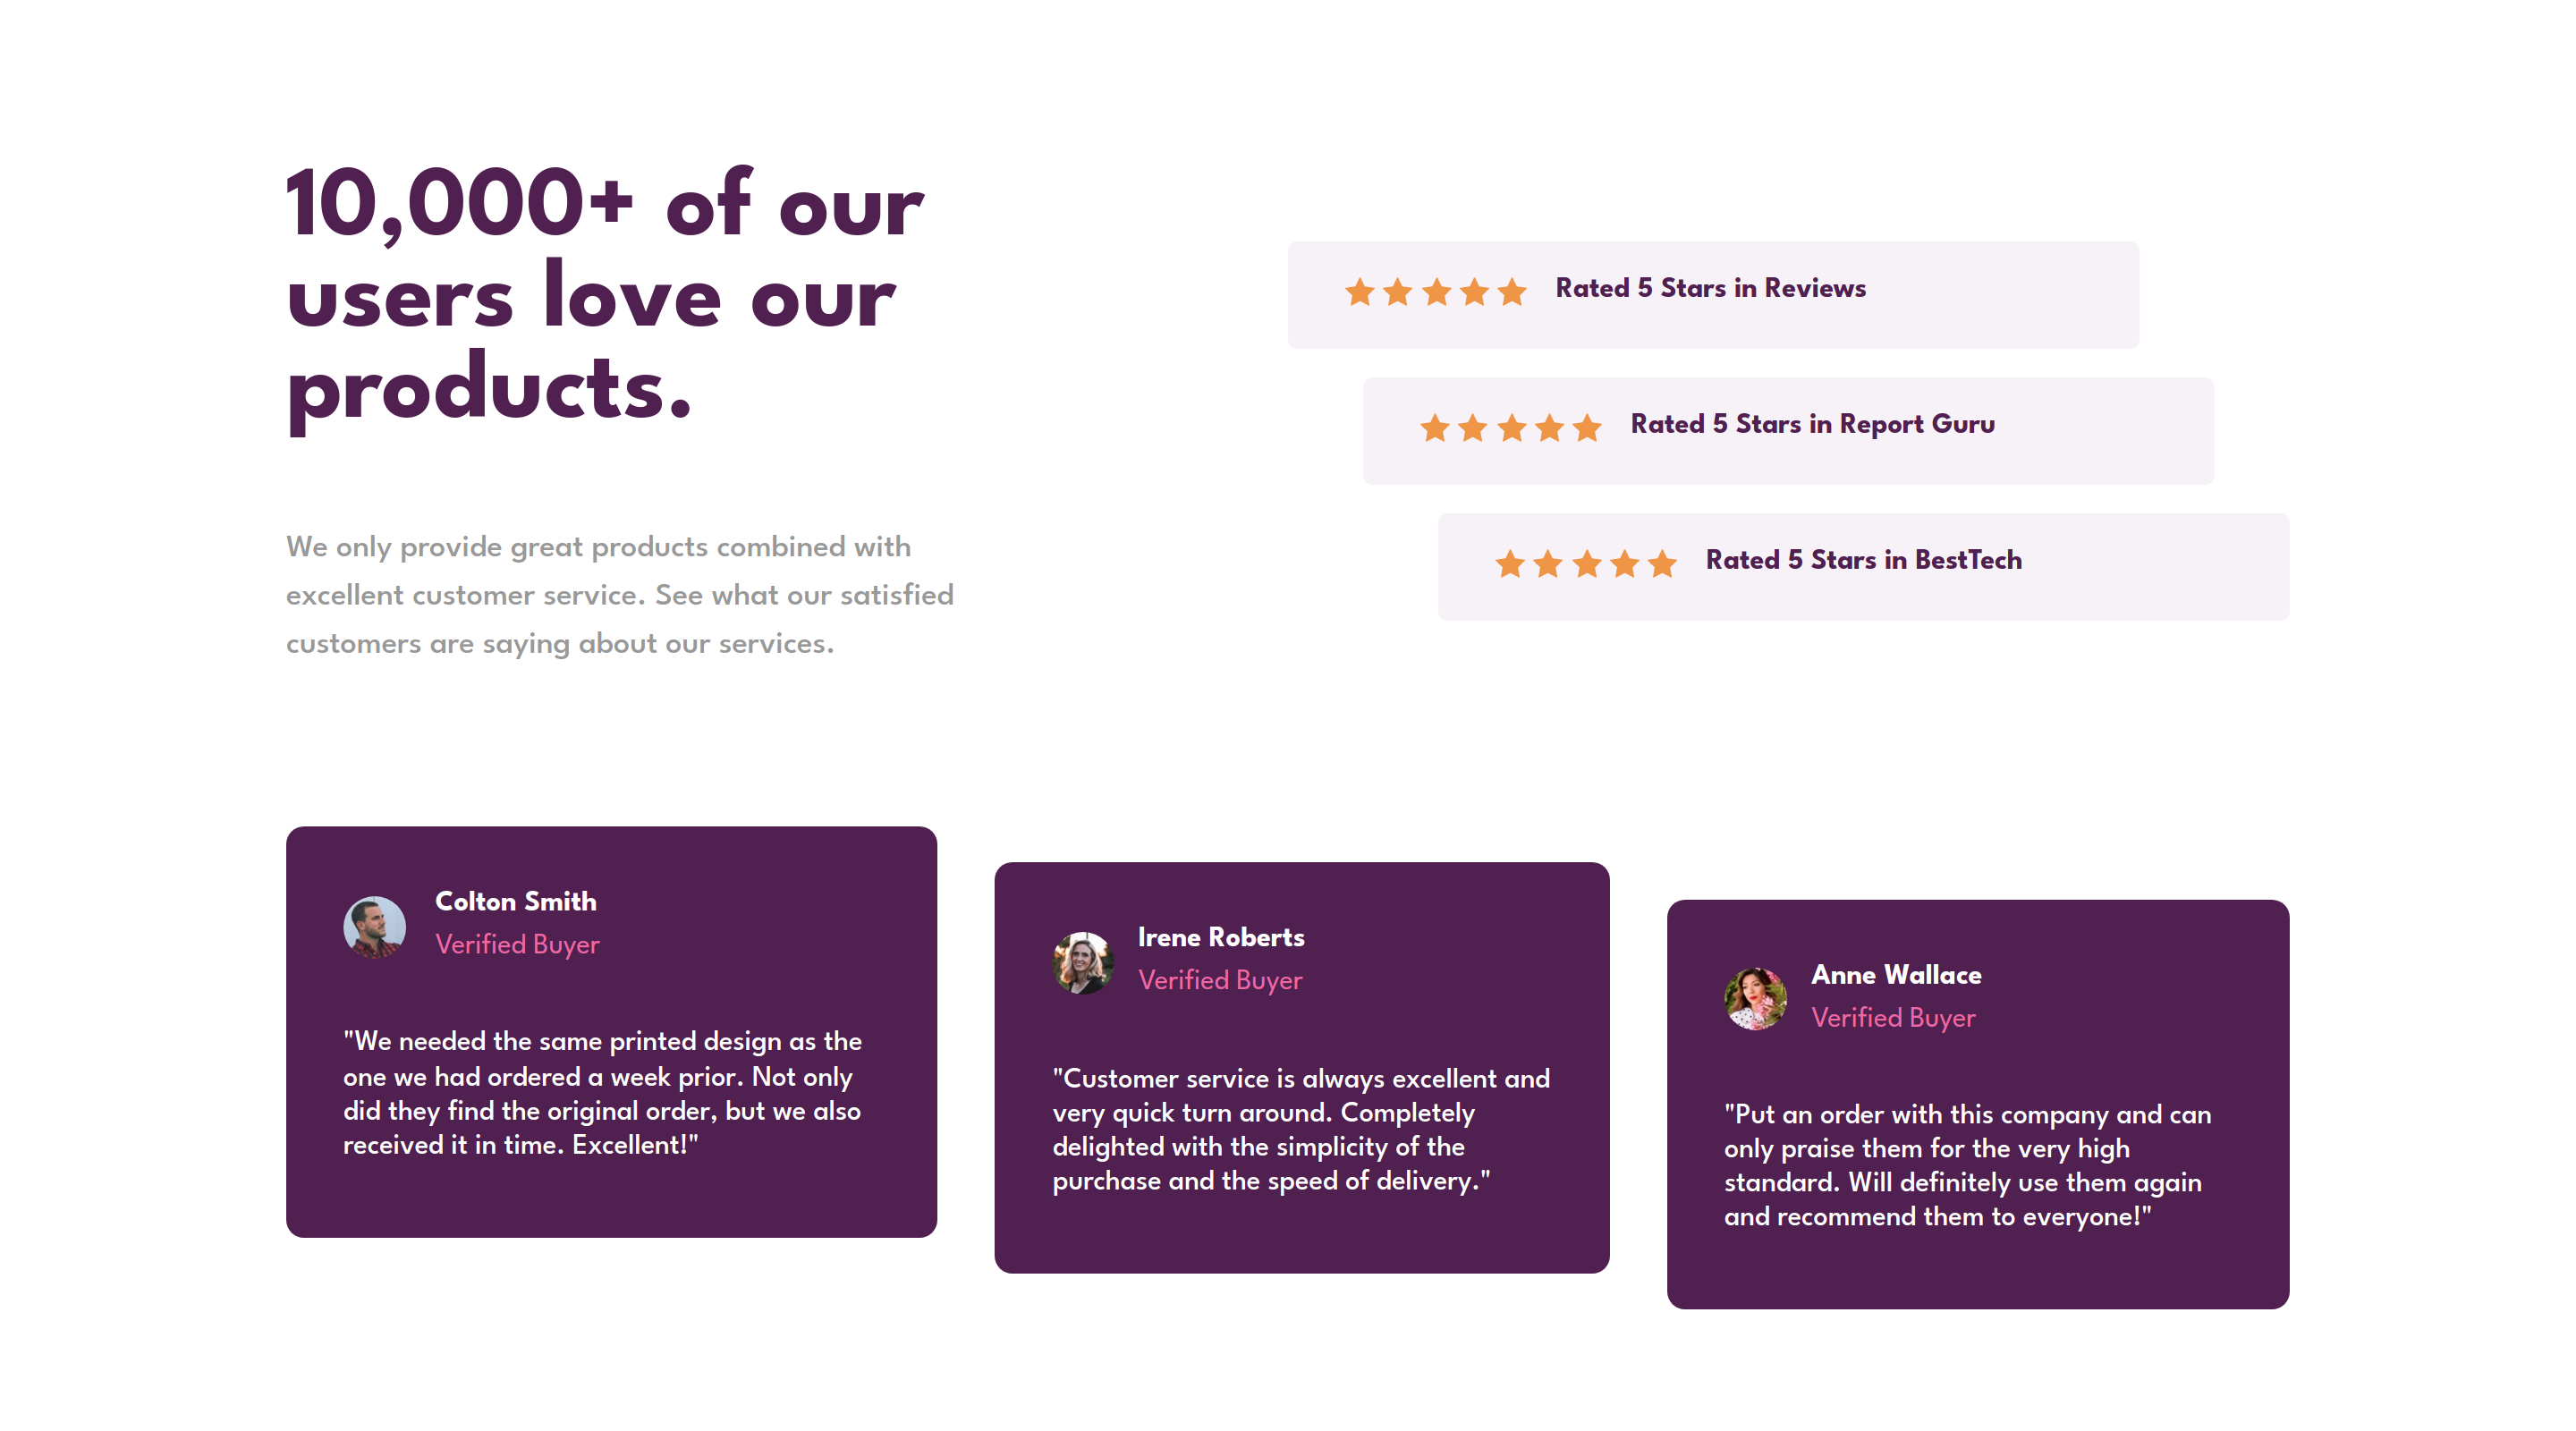 10,000+ of our
users love our
products.
We only provide great products combined with
excellent customer service. See what our satisfied
customers are saying about our services.
Rated 5 Stars in Reviews
Rated 5 Stars in Report Guru
Rated 5 Stars in BestTech
Colton Smith
Verified Buyer
"We needed the same printed design as the
one we had ordered a week prior. Not only
did they find the original order, but we also
received it in time. Excellent!"
Irene Roberts
Verified Buyer
"Customer service is always excellent and
very quick turn around. Completely
delighted with the simplicity of the
purchase and the speed of delivery."
Anne Wallace
Verified Buyer
"Put an order with this company and can
only praise them for the very high
standard. Will definitely use them again
and recommend them to everyone!"